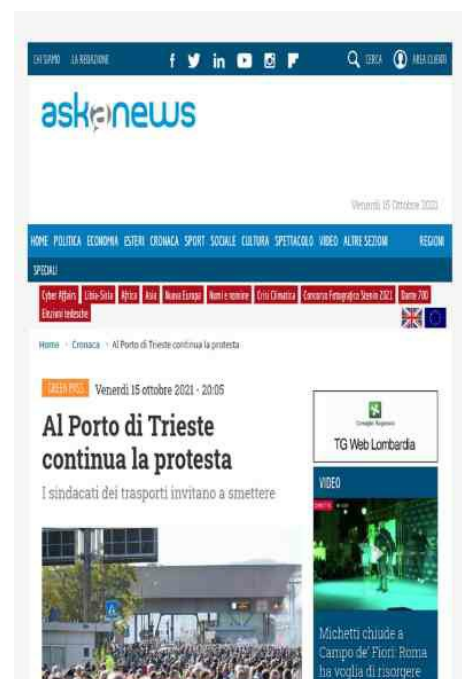 CHI SIAMO LA REDAZIONE
CERCA
AREA CLIENTI
askanews
Venerdì 15 Ottobre 2021
HOME POLITICA ECONOMIA ESTERI CRONACA SPORT SOCIALE CULTURA SPETTACOLO VIDEO ALTRE SEZIONI REGIONI
SPECIALI
Cyber Affairs Libia-Siria Africa Asia Nuova Europa Nomi e nomine Crisi Climatica Concorso Fotografico Stenin 2021 Dante 700
Elezioni tedesche
Home Cronaca Al Porto di Trieste continua la protesta
GREEN PASS Venerdì 15 ottobre 2021 - 20:05
Al Porto di Trieste
continua la protesta
I sindacati dei trasporti invitano a smettere
Consiglio Regionale
TG Web Lombardia
VIDEO
Michetti chiude a
Campo de' Fiori: Roma
ha voglia di risorgere